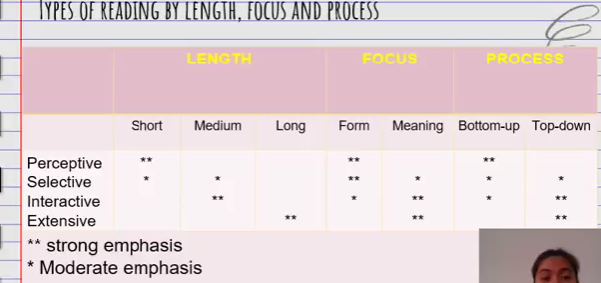 TYPES OF READING BY LENGTH, FOCUS AND PROCESS
LENGTH FOCUS PROCESS
Short Medium Long Form Meaning Bottom-up Top-down
Perceptive ** ** **
Selective * * ** * * *
Interactive ** * ** * **
Extensive ** ** **
** strong emphasis
* Moderate emphasis